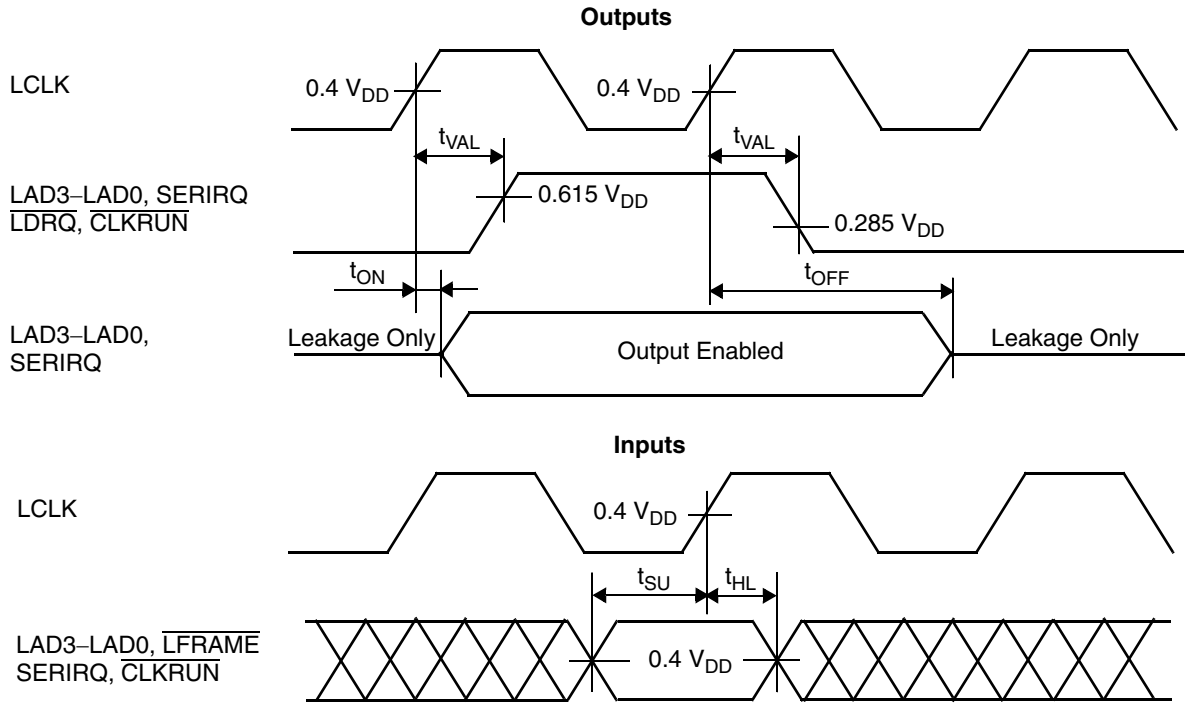 Outputs
LCLK
0.4 VDD
0.4 VDD
tVAL
tVAL
LAD3–LAD0, SERIRQ
LDRQ, CLKRUN
0.615 VDD
0.285 VDD
tON
tOFF
LAD3–LAD0,
SERIRQ
Leakage Only
Output Enabled
Leakage Only
Inputs
LCLK
0.4 VDD
tSU
tHL
LAD3–LAD0, LFRAME
SERIRQ, CLKRUN
0.4 VDD